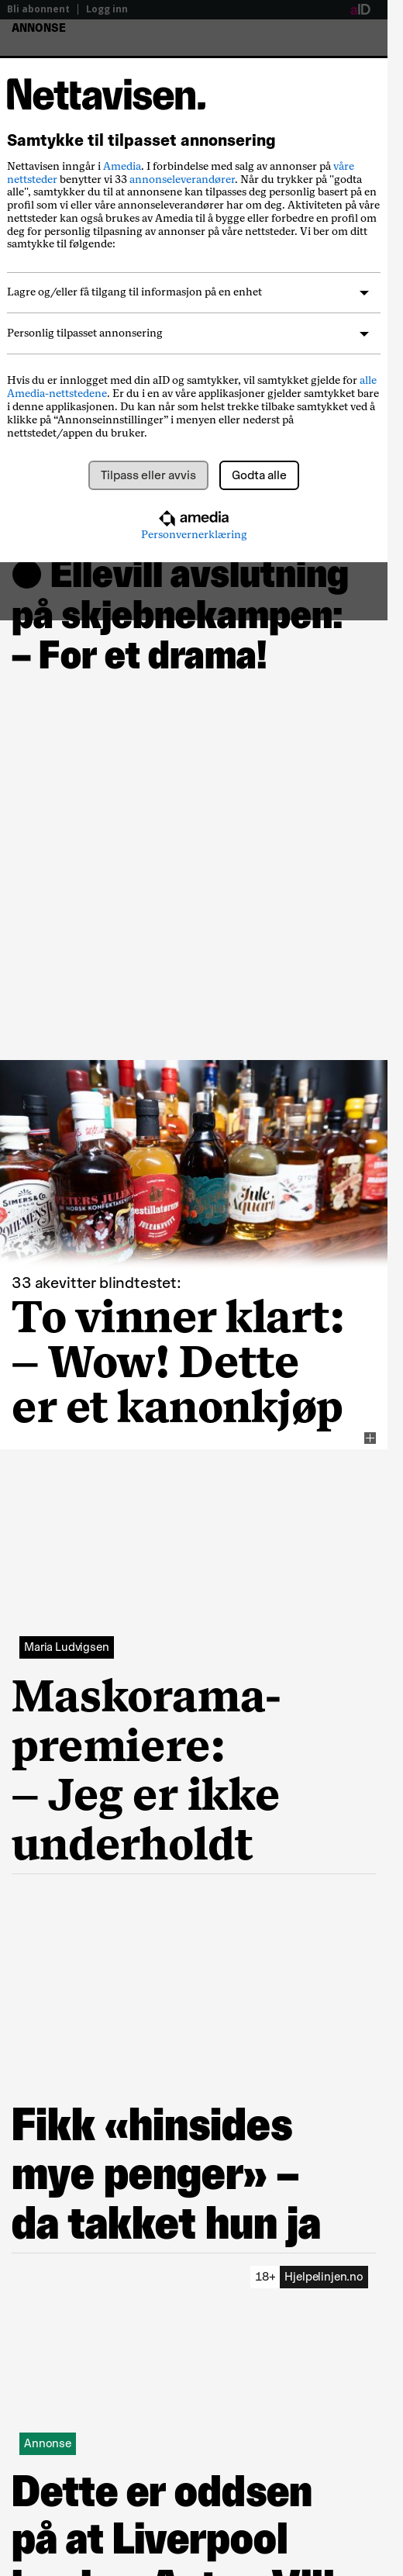 Bli abonnent | Logg inn
aID
ANNONSE
Nettavisen.
Samtykke til tilpasset annonsering
Nettavisen inngår i Amedia. I forbindelse med salg av annonser på våre
nettsteder benytter vi 33 annonseleverandører. Når du trykker på "godta
alle", samtykker du til at annonsene kan tilpasses deg personlig basert på en
profil som vi eller våre annonseleverandører har om deg. Aktiviteten på våre
nettsteder kan også brukes av Amedia til å bygge eller forbedre en profil om
deg for personlig tilpasning av annonser på våre nettsteder. Vi ber om ditt
samtykke til følgende:
Lagre og/eller få tilgang til informasjon på en enhet
Personlig tilpasset annonsering
Hvis du er innlogget med din aID og samtykker, vil samtykket gjelde for alle
Amedia-nettstedene. Er du i en av våre applikasjoner gjelder samtykket bare
i denne applikasjonen. Du kan når som helst trekke tilbake samtykket ved å
klikke på “Annonseinnstillinger” i menyen eller nederst på
nettstedet/appen du bruker.
Tilpass eller avvis
Godta alle
amedia
Personvernerklæring
● Ellevill avslutning
på skjebnekampen:
– For et drama!
SIMERS&CO
PETERS JULE
NORSK KONFEKTAKEVITT
Jule
33 akevitter blindtestet:
To vinner klart:
– Wow! Dette
er et kanonkjøp
Maria Ludvigsen
Maskorama-
premiere:
– Jeg er ikke
underholdt
Fikk «hinsides
mye penger» –
da takket hun ja
18+ Hjelpelinjen.no
Annonse
Dette er oddsen
på at Liverpool